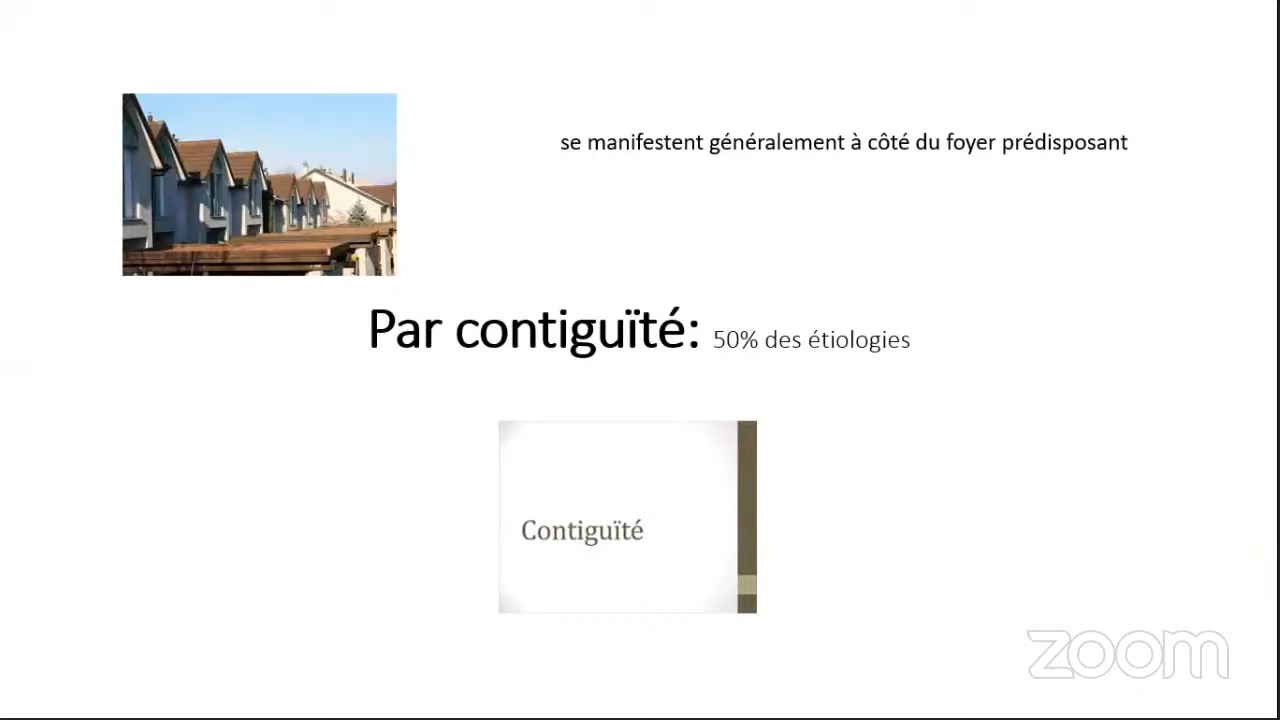 se manifestent généralement à côté du foyer prédisposant
Par contiguïté: 50% des étiologies
Contiguïté
zoom